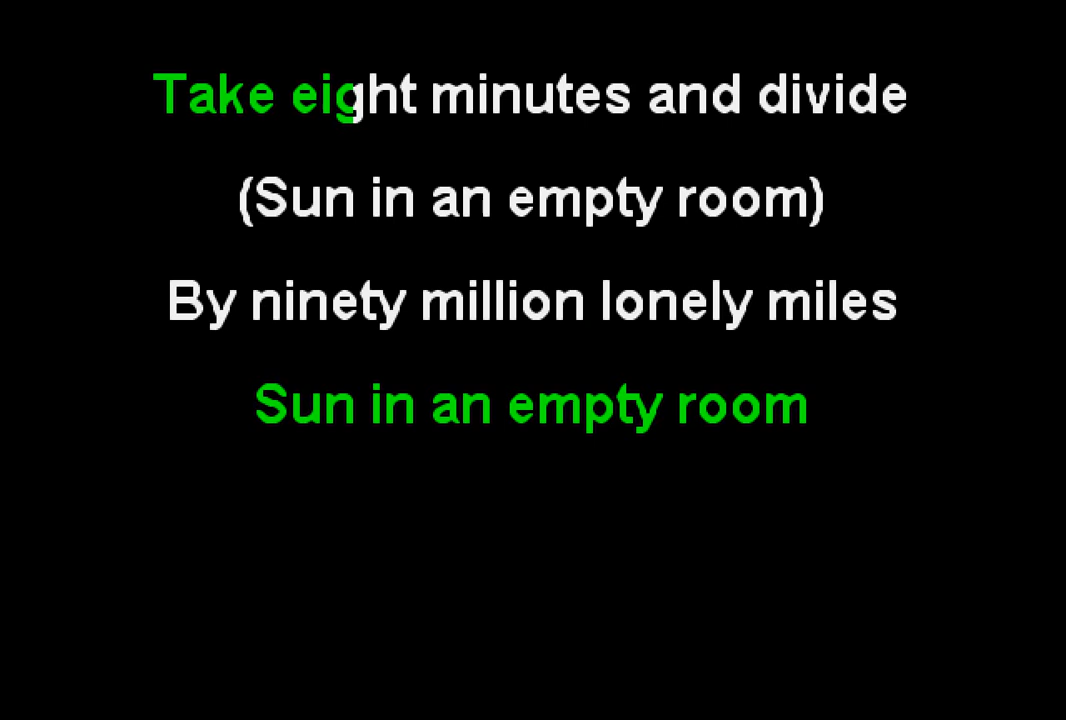 Take eight minutes and divide
(Sun in an empty room)
By ninety million lonely miles
Sun in an empty room